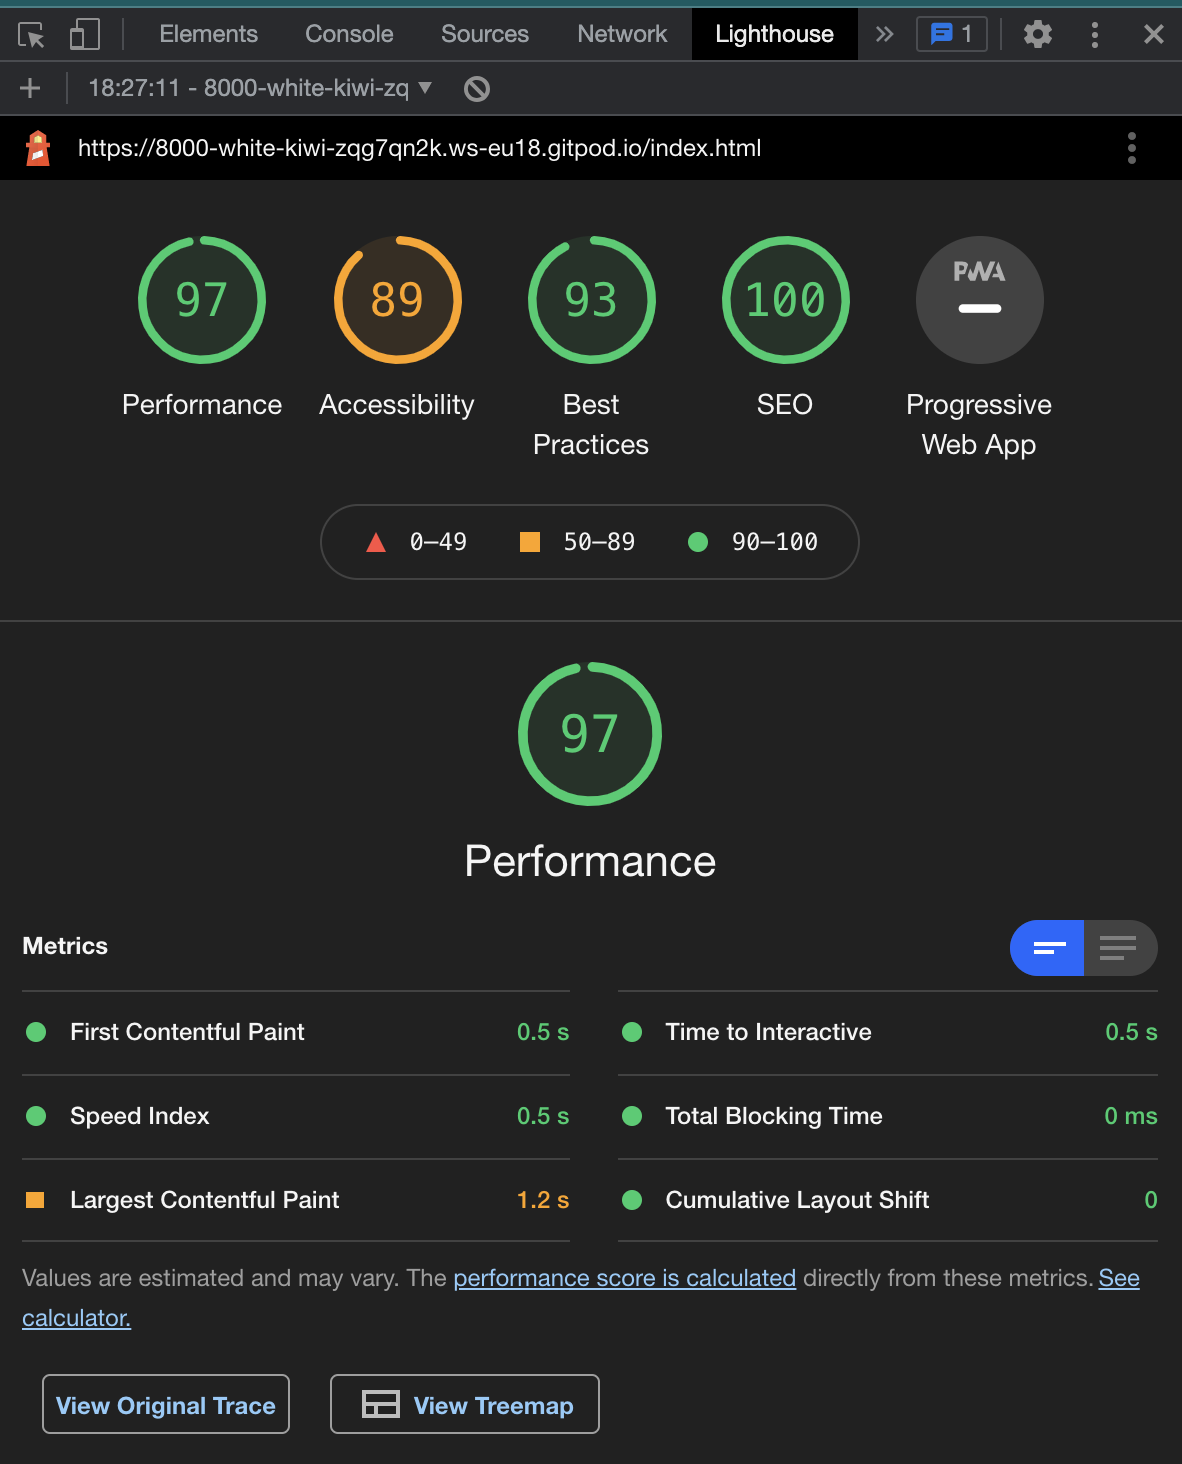 Elements Console Sources Network Lighthouse 1
18:27:11 - 8000-white-kiwi-zq
https://8000-white-kiwi-zqg7qn2k.ws-eu18.gitpod.io/index.html
97 89 93 100 PWA
Performance Accessibility Best Practices SEO Progressive Web App
0–49 50–89 90–100
97
Performance
Metrics
First Contentful Paint 0.5 s
Time to Interactive 0.5 s
Speed Index 0.5 s
Total Blocking Time 0 ms
Largest Contentful Paint 1.2 s
Cumulative Layout Shift 0
Values are estimated and may vary. The performance score is calculated directly from these metrics. See
calculator.
View Original Trace View Treemap